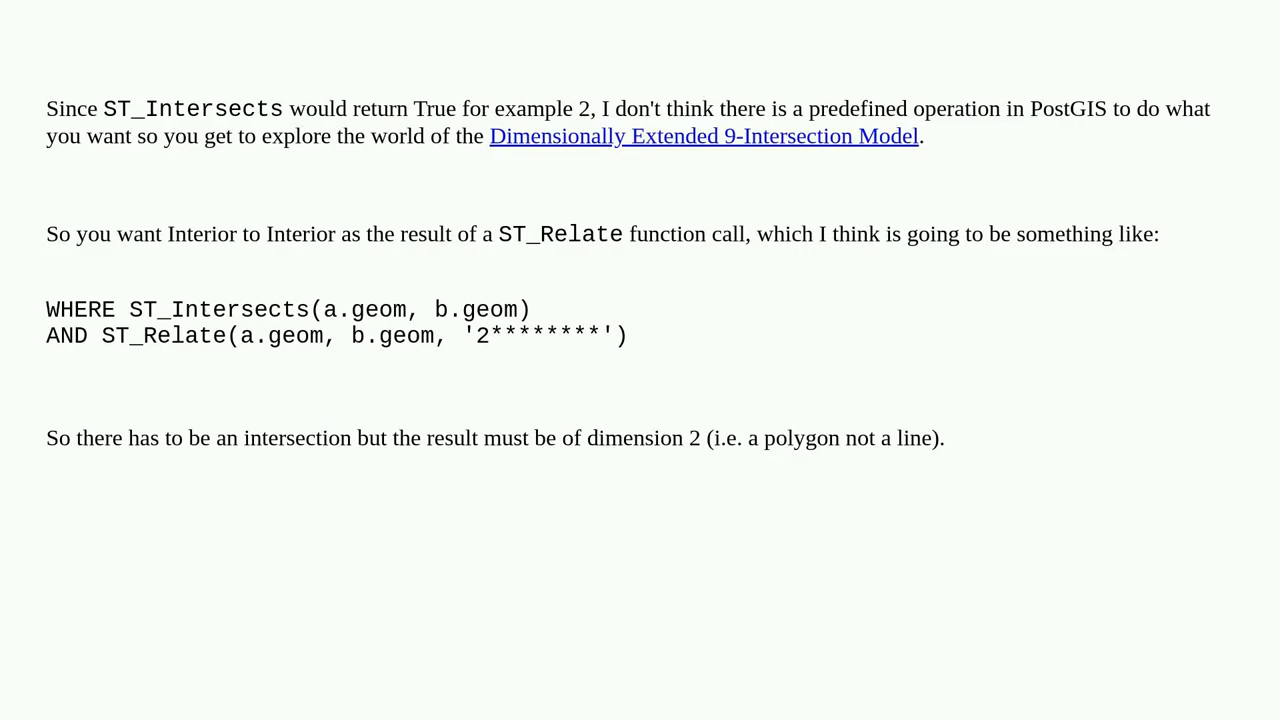 Since ST_Intersects would return True for example 2, I don't think there is a predefined operation in PostGIS to do what
you want so you get to explore the world of the Dimensionally Extended 9-Intersection Model.
So you want Interior to Interior as the result of a ST_Relate function call, which I think is going to be something like:
WHERE ST_Intersects(a.geom, b.geom)
AND ST_Relate(a.geom, b.geom, '2********')
So there has to be an intersection but the result must be of dimension 2 (i.e. a polygon not a line).